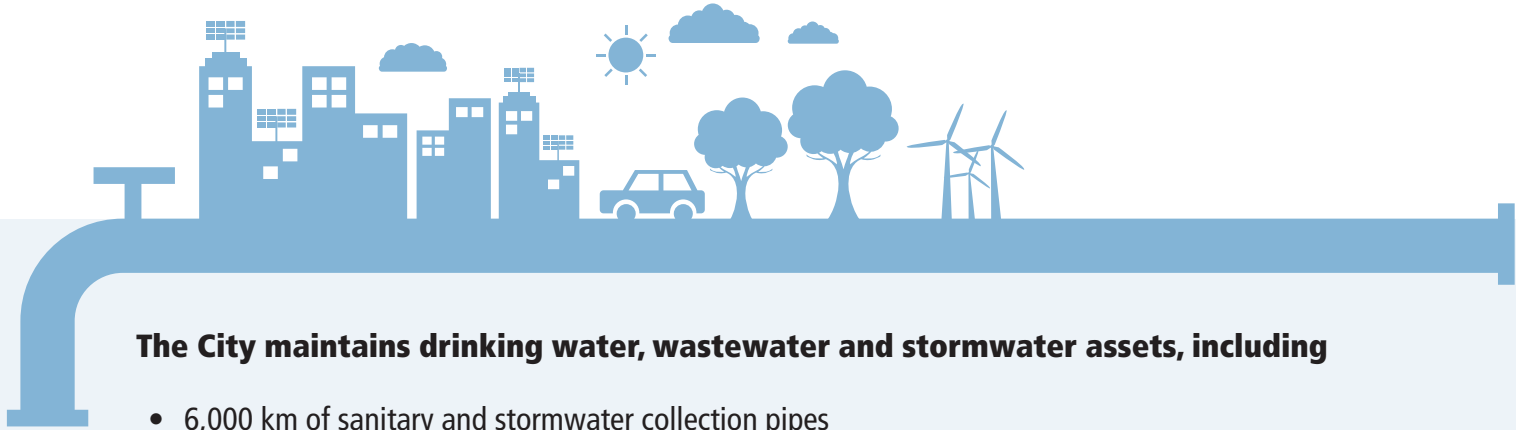 The City maintains drinking water, wastewater and stormwater assets, including
• 6,000 km of sanitary and stormwater collection pipes